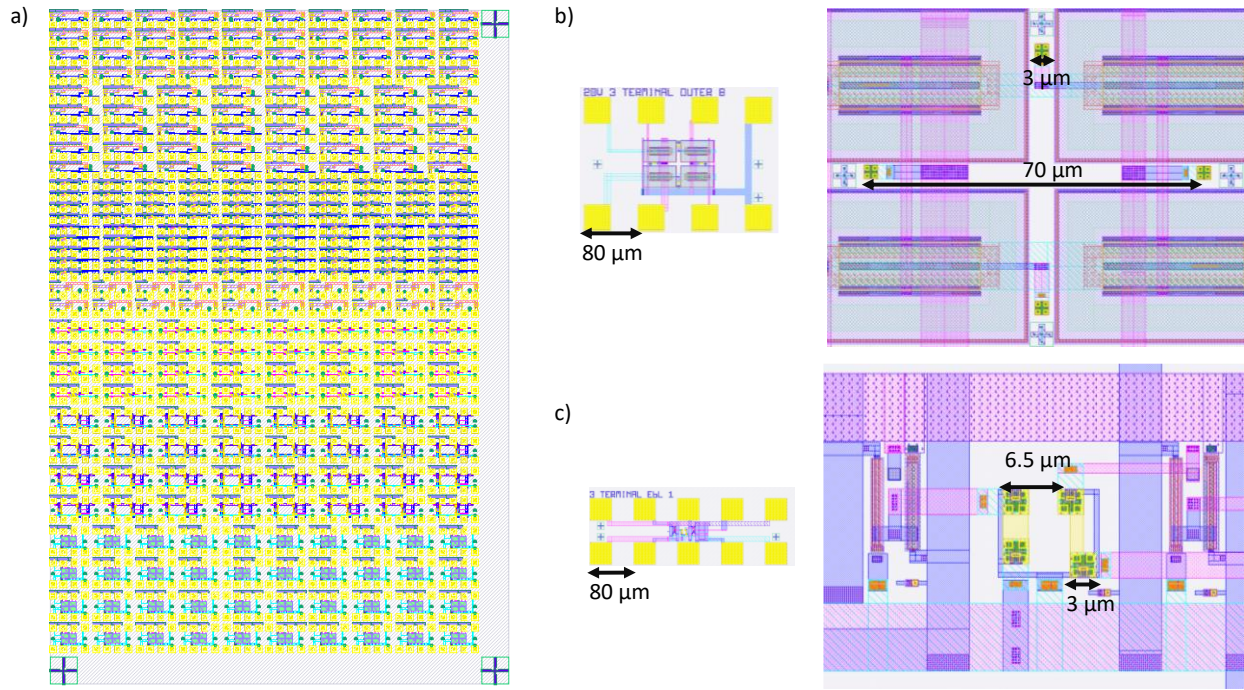 a)
b)
28V 3 TERMINAL OUTER B
80 µm
3 µm
70 µm
c)
3 TERMINAL EbL 1
80 µm
6.5 µm
3 µm